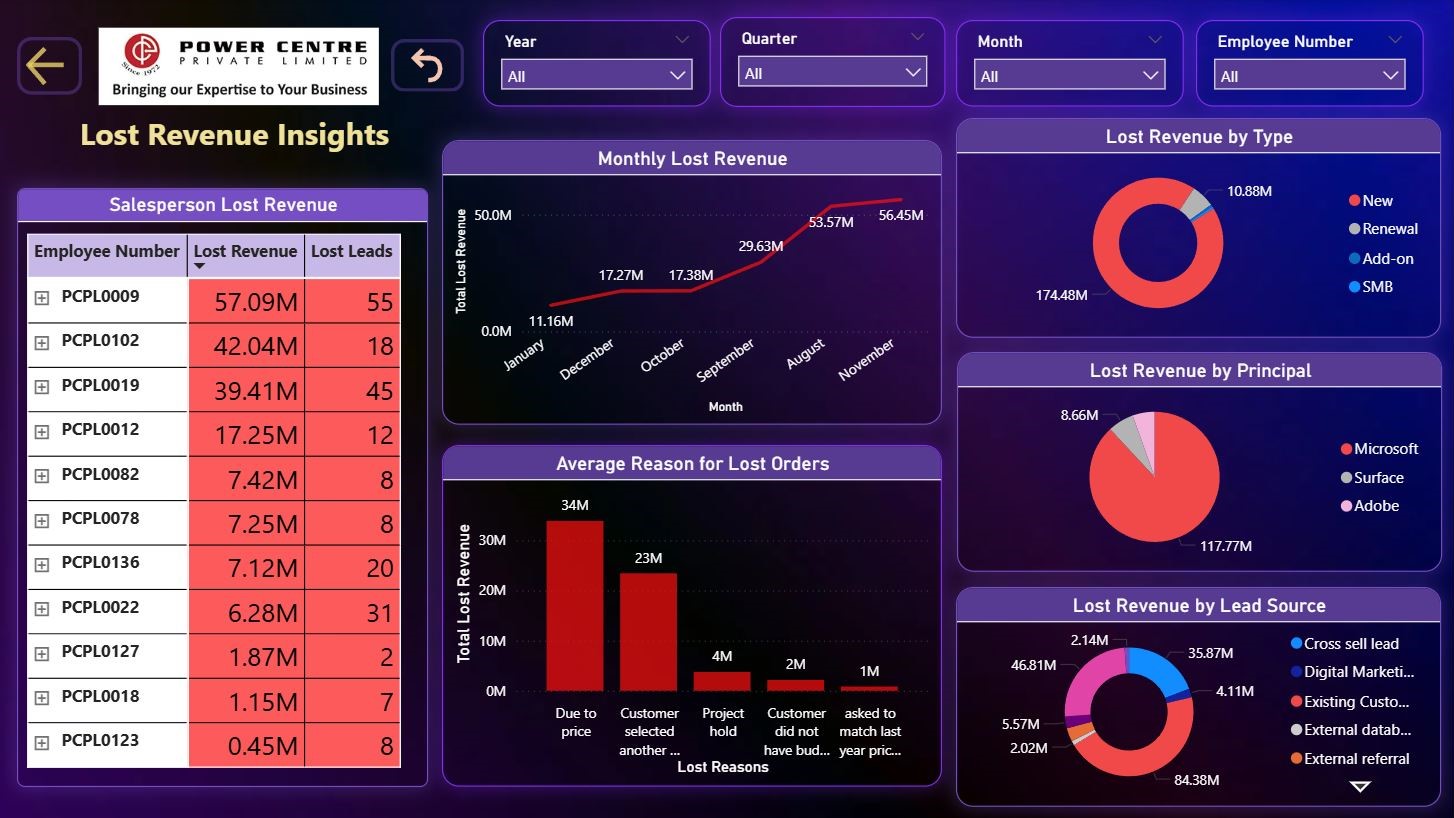 POWER CENTRE
PRIVATE LIMITED
Since 1972
Bringing our Expertise to Your Business
Year
All
Quarter
All
Month
All
Employee Number
All
Lost Revenue Insights
Salesperson Lost Revenue
Employee Number Lost Revenue Lost Leads
PCPL0009 57.09M 55
PCPL0102 42.04M 18
PCPL0019 39.41M 45
PCPL0012 17.25M 12
PCPL0082 7.42M 8
PCPL0078 7.25M 8
PCPL0136 7.12M 20
PCPL0022 6.28M 31
PCPL0127 1.87M 2
PCPL0018 1.15M 7
PCPL0123 0.45M 8
Monthly Lost Revenue
Total Lost Revenue
50.0M
0.0M
11.16M
17.27M
17.38M
29.63M
53.57M
56.45M
January
December
October
September
August
November
Month
Average Reason for Lost Orders
Total Lost Revenue
30M
20M
10M
0M
34M
23M
4M
2M
1M
Due to
price
Customer
selected
another ...
Project
hold
Customer
did not
have bud...
asked to
match last
year pric...
Lost Reasons
Lost Revenue by Type
10.88M
174.48M
New
Renewal
Add-on
SMB
Lost Revenue by Principal
8.66M
117.77M
Microsoft
Surface
Adobe
Lost Revenue by Lead Source
2.14M
35.87M
46.81M
4.11M
5.57M
2.02M
84.38M
Cross sell lead
Digital Marketi...
Existing Custo...
External datab...
External referral